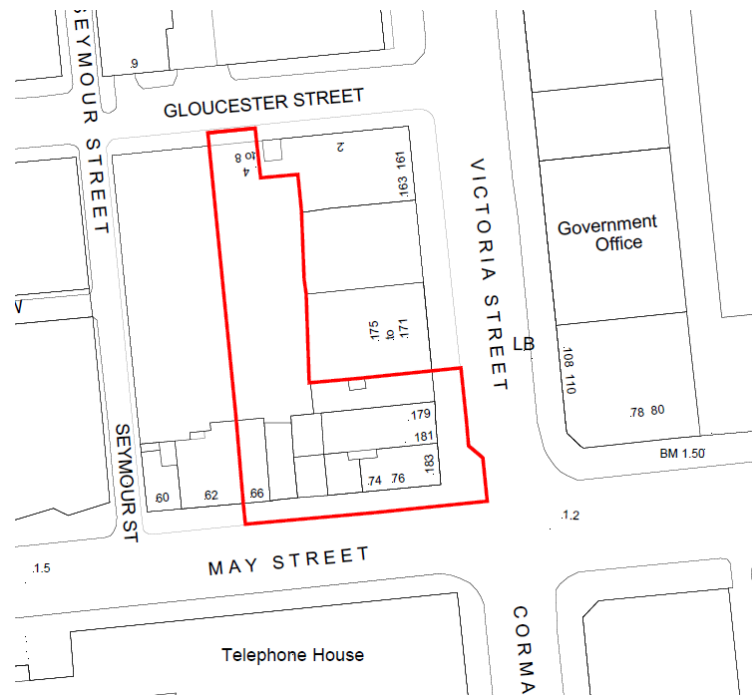 SEYMOUR STREET
.6
GLOUCESTER STREET
.4
to 8
2
.163 161
VICTORIA STREET
Government
Office
.175
to
.171
LB
.108 110
.179
.181
.183
.78 80
SEYMOUR ST
60
62
.66
.74 .76
BM 1.50
.1.2
.1.5
MAY STREET
CORMA
Telephone House